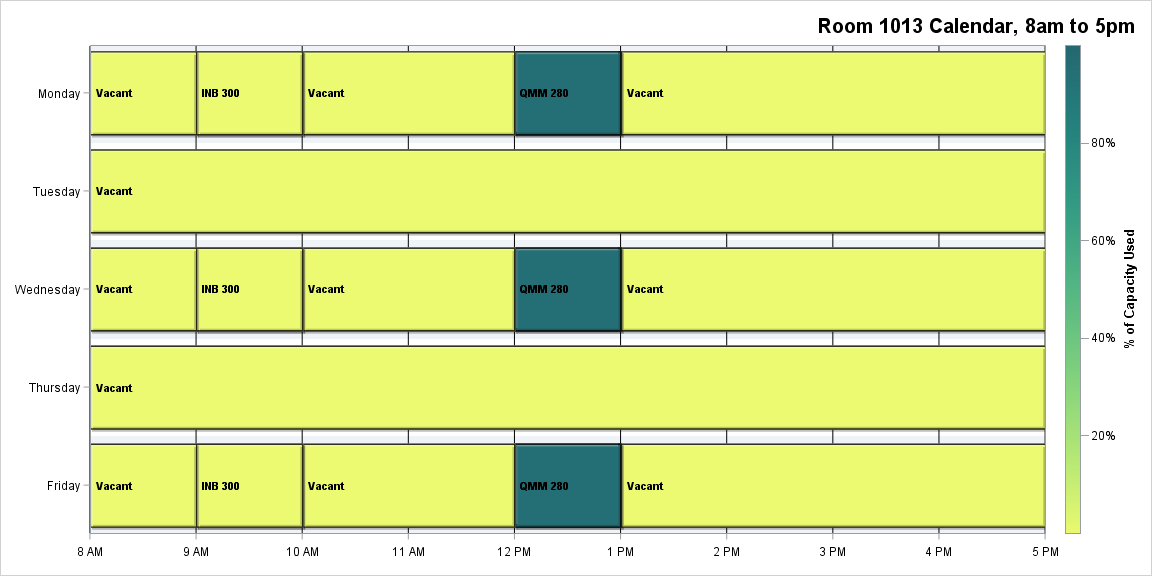 Room 1013 Calendar, 8am to 5pm
Monday
Vacant
INB 300
Vacant
QMM 280
Vacant
Tuesday
Vacant
Wednesday
Vacant
INB 300
Vacant
QMM 280
Vacant
Thursday
Vacant
Friday
Vacant
INB 300
Vacant
QMM 280
Vacant
8 AM
9 AM
10 AM
11 AM
12 PM
1 PM
2 PM
3 PM
4 PM
5 PM
80%
60%
40%
20%
% of Capacity Used